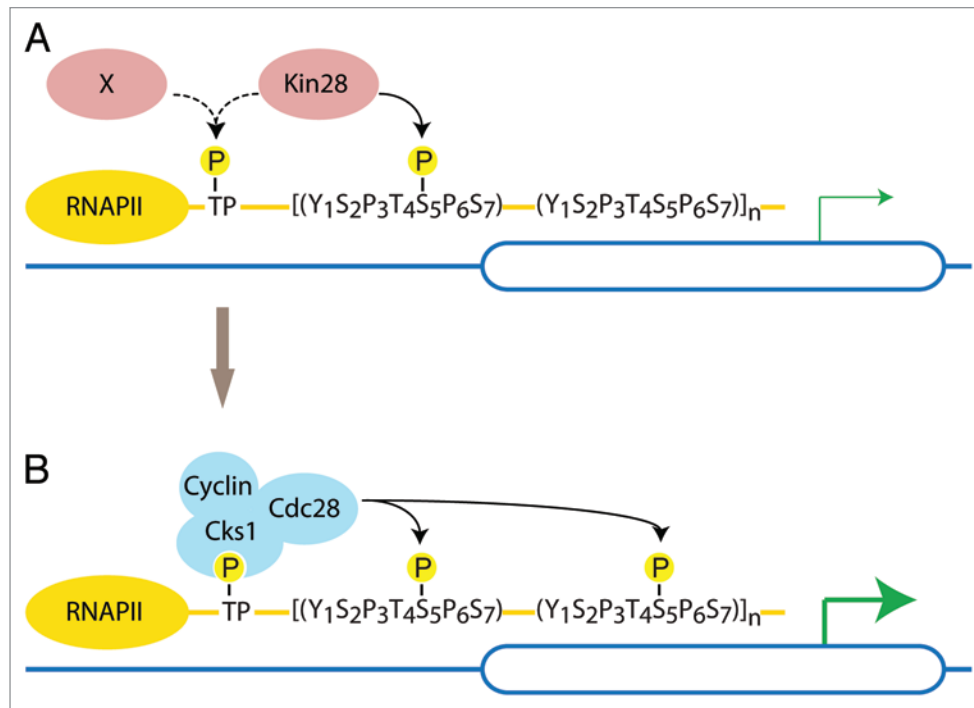 A
X Kin28
P P
RNAPII TP [(Y₁S₂P₃T₄S₅P₆S₇) (Y₁S₂P₃T₄S₅P₆S₇)]ₙ
B
Cyclin
Cdc28
Cks1
P P P
RNAPII TP [(Y₁S₂P₃T₄S₅P₆S₇) (Y₁S₂P₃T₄S₅P₆S₇)]ₙ